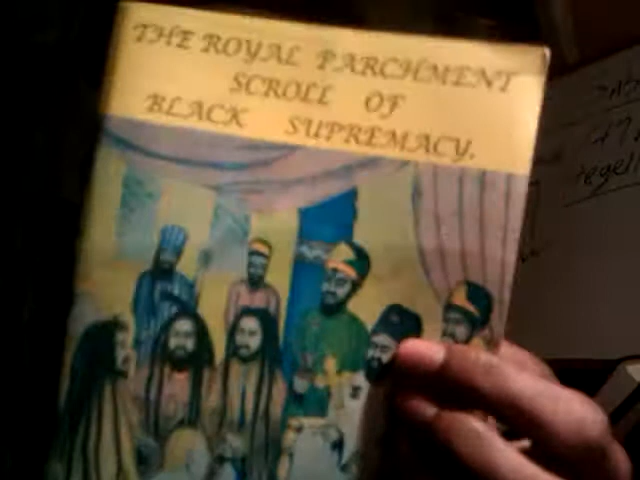 THE ROYAL PARCHMENT
SCROLL OF
BLACK SUPREMACY.